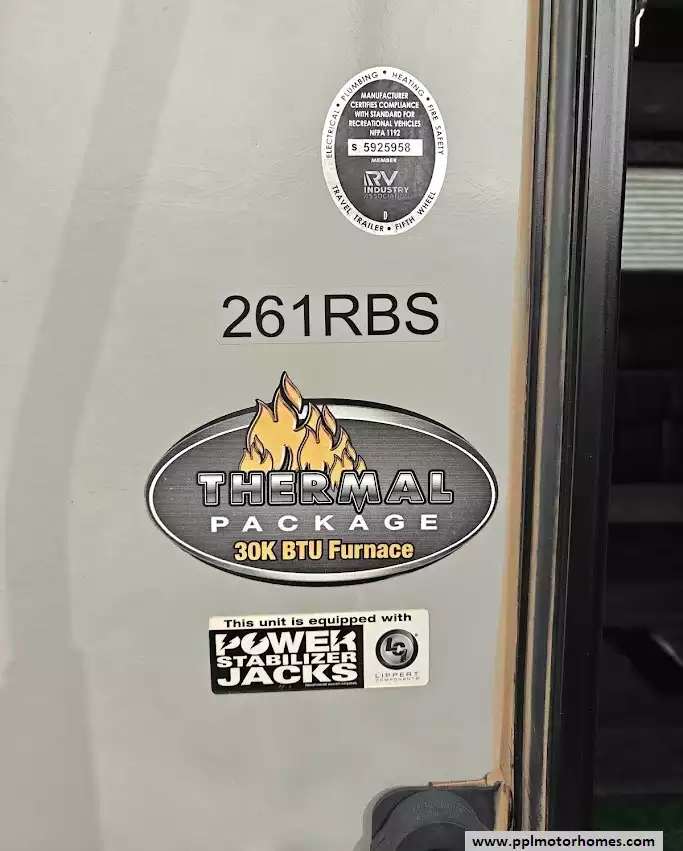 ELECTRICAL • PLUMBING • HEATING • FIRE SAFETY
MANUFACTURER
CERTIFIES COMPLIANCE
WITH STANDARD FOR
RECREATIONAL VEHICLES
NFPA 1192
S 5925958
MEMBER
RV
INDUSTRY
ASSOCIATION
D
TRAVEL TRAILER • FIFTH WHEEL
261RBS
THERMAL
PACKAGE
30K BTU Furnace
This unit is equipped with
POWER
STABILIZER
JACKS
LCI
LIPPERT
COMPONENTS
www.pplmotorhomes.com